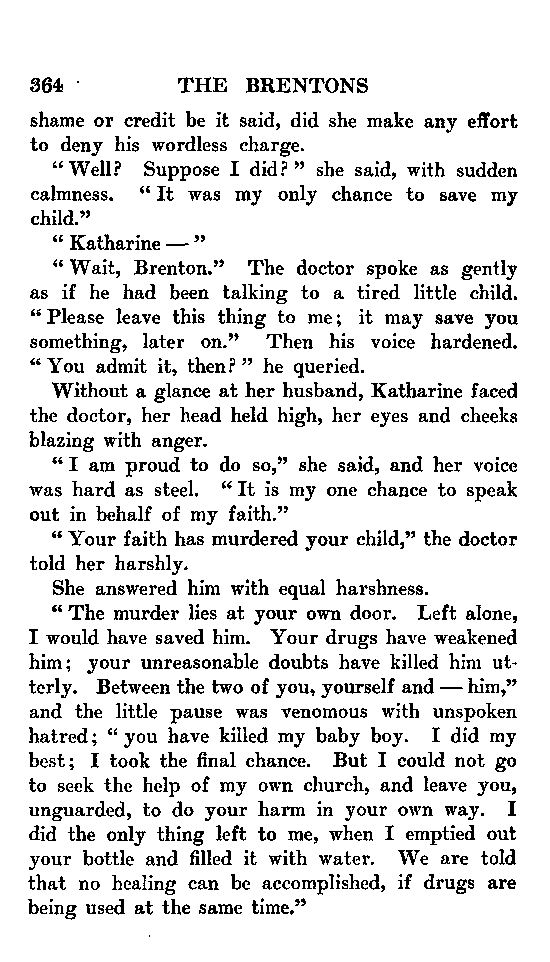 364 THE BRENTONS
shame or credit be it said, did she make any effort
to deny his wordless charge.
“Well? Suppose I did?” she said, with sudden
calmness. “It was my only chance to save my
child.”
“Katharine—”
“Wait, Brenton.” The doctor spoke as gently
as if he had been talking to a tired little child.
“Please leave this thing to me; it may save you
something, later on.” Then his voice hardened.
“You admit it, then?” he queried.
Without a glance at her husband, Katharine faced
the doctor, her head held high, her eyes and cheeks
blazing with anger.
“I am proud to do so,” she said, and her voice
was hard as steel. “It is my one chance to speak
out in behalf of my faith.”
“Your faith has murdered your child,” the doctor
told her harshly.
She answered him with equal harshness.
“The murder lies at your own door. Left alone,
I would have saved him. Your drugs have weakened
him; your unreasonable doubts have killed him ut-
terly. Between the two of you, yourself and — him,”
and the little pause was venomous with unspoken
hatred; “you have killed my baby boy. I did my
best; I took the final chance. But I could not go
to seek the help of my own church, and leave you,
unguarded, to do your harm in your own way. I
did the only thing left to me, when I emptied out
your bottle and filled it with water. We are told
that no healing can be accomplished, if drugs are
being used at the same time.”